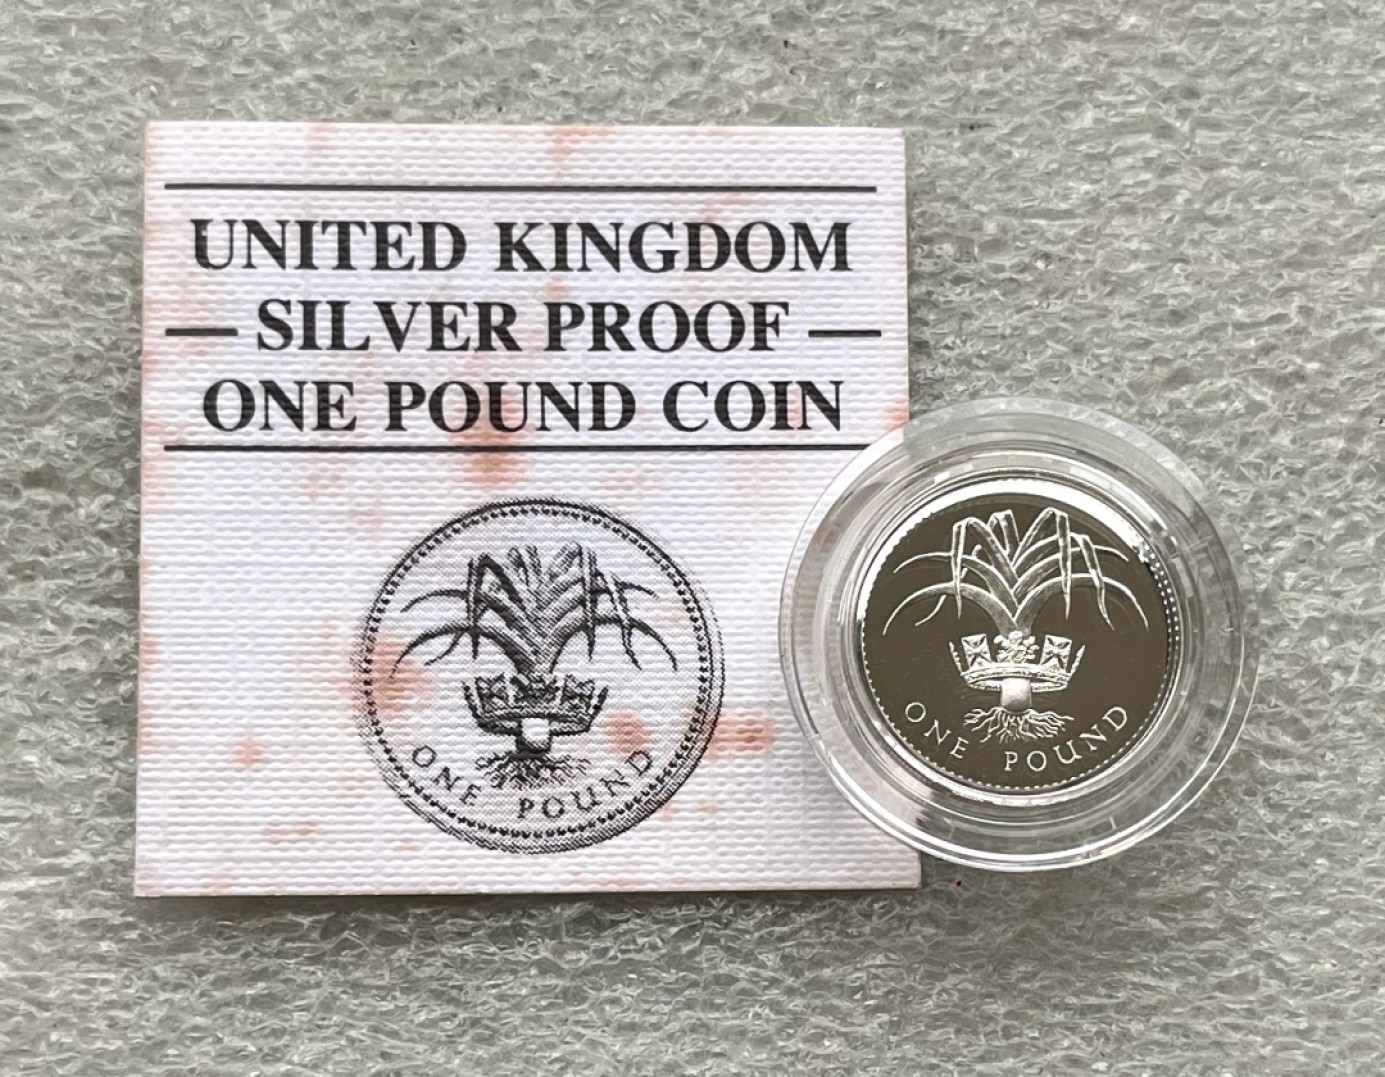 UNITED KINGDOM
— SILVER PROOF —
ONE POUND COIN
ONE POUND
ONE POUND